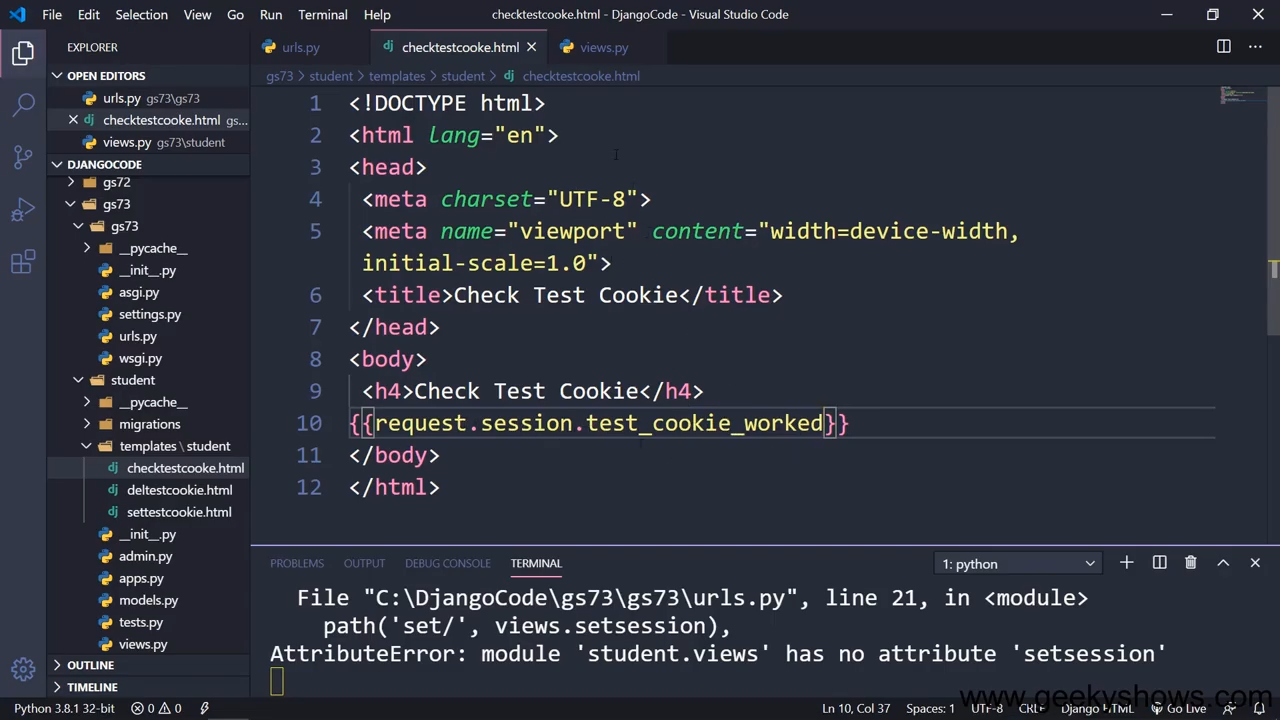 File Edit Selection View Go Run Terminal Help
checktestcooke.html - DjangoCode - Visual Studio Code
EXPLORER
OPEN EDITORS
urls.py gs73\gs73
checktestcooke.html gs...
views.py gs73\student
DJANGOCODE
gs72
gs73
gs73
__pycache__
__init__.py
asgi.py
settings.py
urls.py
wsgi.py
student
__pycache__
migrations
templates \ student
checktestcooke.html
deltestcookie.html
settestcookie.html
__init__.py
admin.py
apps.py
models.py
tests.py
views.py
OUTLINE
TIMELINE
urls.py
checktestcooke.html
views.py
gs73 > student > templates > student > checktestcooke.html
1 <!DOCTYPE html>
2 <html lang="en">
3 <head>
4 <meta charset="UTF-8">
5 <meta name="viewport" content="width=device-width,
initial-scale=1.0">
6 <title>Check Test Cookie</title>
7 </head>
8 <body>
9 <h4>Check Test Cookie</h4>
10 {{request.session.test_cookie_worked}}
11 </body>
12 </html>
PROBLEMS OUTPUT DEBUG CONSOLE TERMINAL
1: python
File "C:\DjangoCode\gs73\gs73\urls.py", line 21, in <module>
path('set/', views.setsession),
AttributeError: module 'student.views' has no attribute 'setsession'
www.geekyshows.com
Python 3.8.1 32-bit 0 0
Ln 10, Col 37 Spaces: 1 UTF-8 CRLF Django HTML Go Live